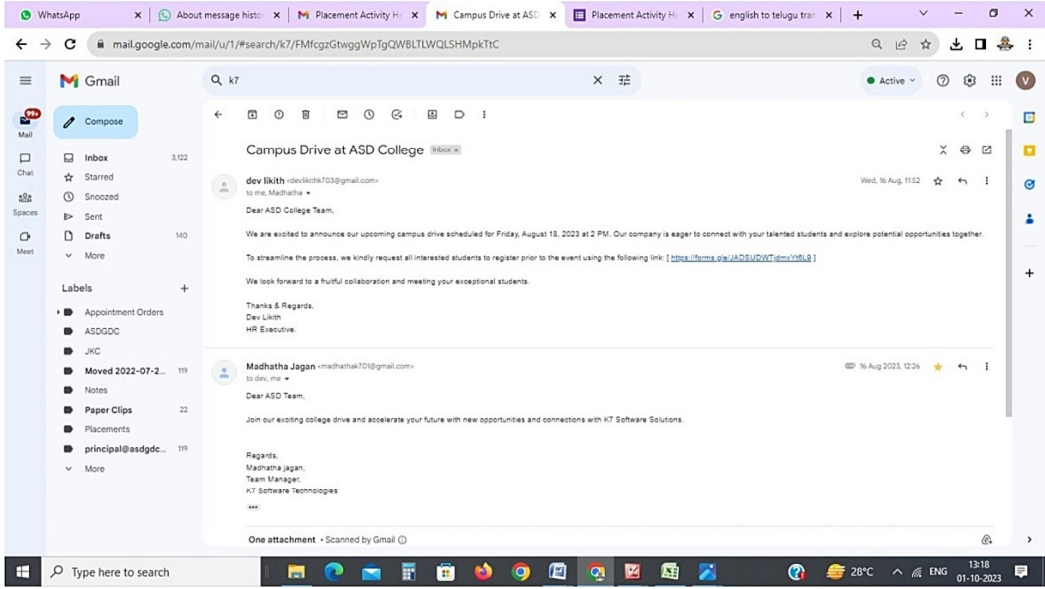 WhatsApp
About message histo
Placement Activity H
Campus Drive at ASD
Placement Activity H
english to telugu tran
mail.google.com/mail/u/1/#search/k7/FMfcgzGtwggWpTgQWBLTLWQLSHMpkTtC
Gmail
k7
Active
V
99+
Mail
Chat
Spaces
Meet
Compose
Inbox 3,122
Starred
Snoozed
Sent
Drafts 140
More
Labels +
Appointment Orders
ASDGDC
JKC
Moved 2022-07-2... 119
Notes
Paper Clips 22
Placements
principal@asdgdc... 119
More
Campus Drive at ASD College Inbox x
dev likith <devlikithk703@gmail.com> Wed, 16 Aug, 11:52
to me, Madhatha
Dear ASD College Team,
We are excited to announce our upcoming campus drive scheduled for Friday, August 18, 2023 at 2 PM. Our company is eager to connect with your talented students and explore potential opportunities together.
To streamline the process, we kindly request all interested students to register prior to the event using the following link: [ https://forms.gle/JADSUDWTjdmxYt6L9 ]
We look forward to a fruitful collaboration and meeting your exceptional students.
Thanks & Regards,
Dev Likith
HR Executive.
Madhatha Jagan <madhathak701@gmail.com> 16 Aug 2023, 12:26
to dev, me
Dear ASD Team,
Join our exciting college drive and accelerate your future with new opportunities and connections with K7 Software Solutions.
Regards,
Madhatha jagan,
Team Manager,
K7 Software Technologies
One attachment • Scanned by Gmail
Type here to search
28°C
ENG
13:18
01-10-2023